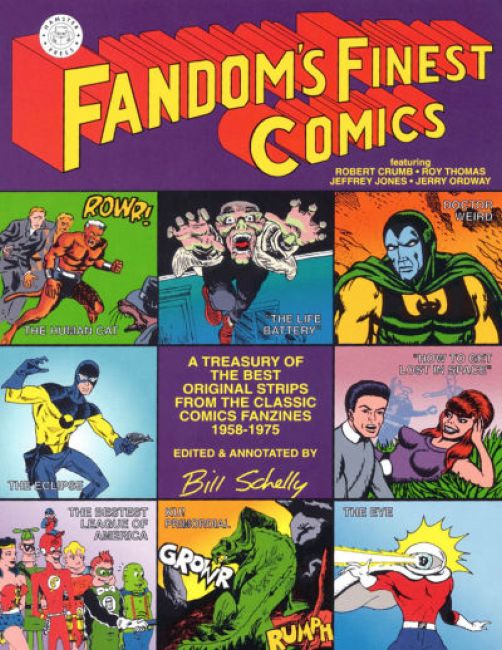 HAMSTER PRESS
FANDOM'S FINEST
COMICS
featuring
ROBERT CRUMB • ROY THOMAS
JEFFREY JONES • JERRY ORDWAY
ROWR!
THE HUMAN CAT
"THE LIFE
BATTERY"
DOCTOR
WEIRD
THE ECLIPSE
A TREASURY OF
THE BEST
ORIGINAL STRIPS
FROM THE CLASSIC
COMICS FANZINES
1958-1975
EDITED & ANNOTATED BY
Bill Schelly
"HOW TO GET
LOST IN SPACE"
THE BESTEST
LEAGUE OF
AMERICA
PRIMORDIAL
GROWR
RUMPH
THE EYE